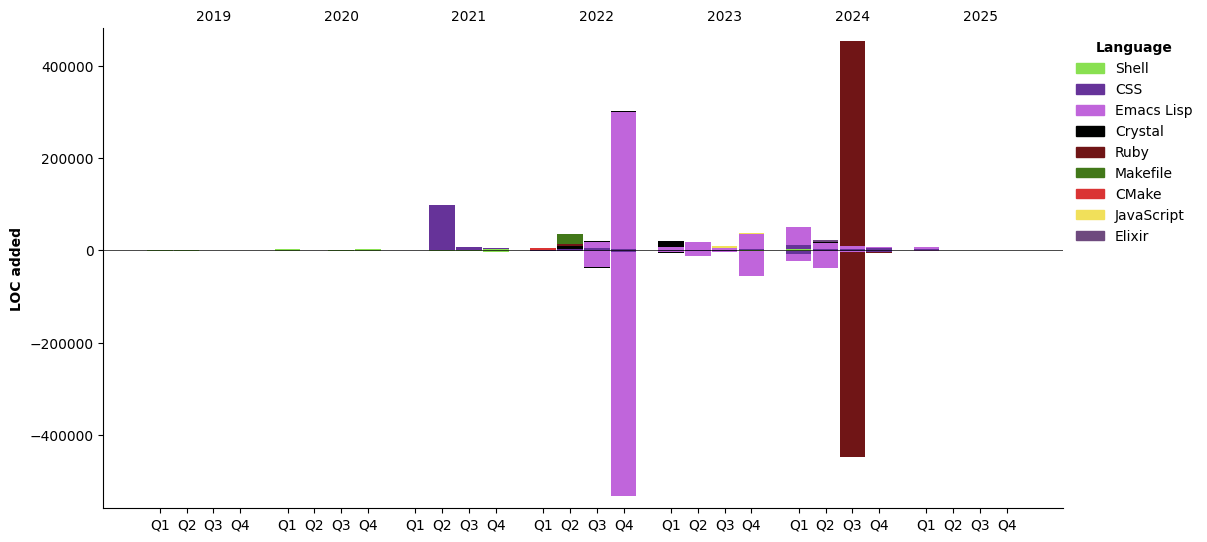 2019 2020 2021 2022 2023 2024 2025
Language
Shell
CSS
Emacs Lisp
Crystal
Ruby
Makefile
CMake
JavaScript
Elixir
LOC added
400000
200000
0
−200000
−400000
Q1 Q2 Q3 Q4 Q1 Q2 Q3 Q4 Q1 Q2 Q3 Q4 Q1 Q2 Q3 Q4 Q1 Q2 Q3 Q4 Q1 Q2 Q3 Q4 Q1 Q2 Q3 Q4